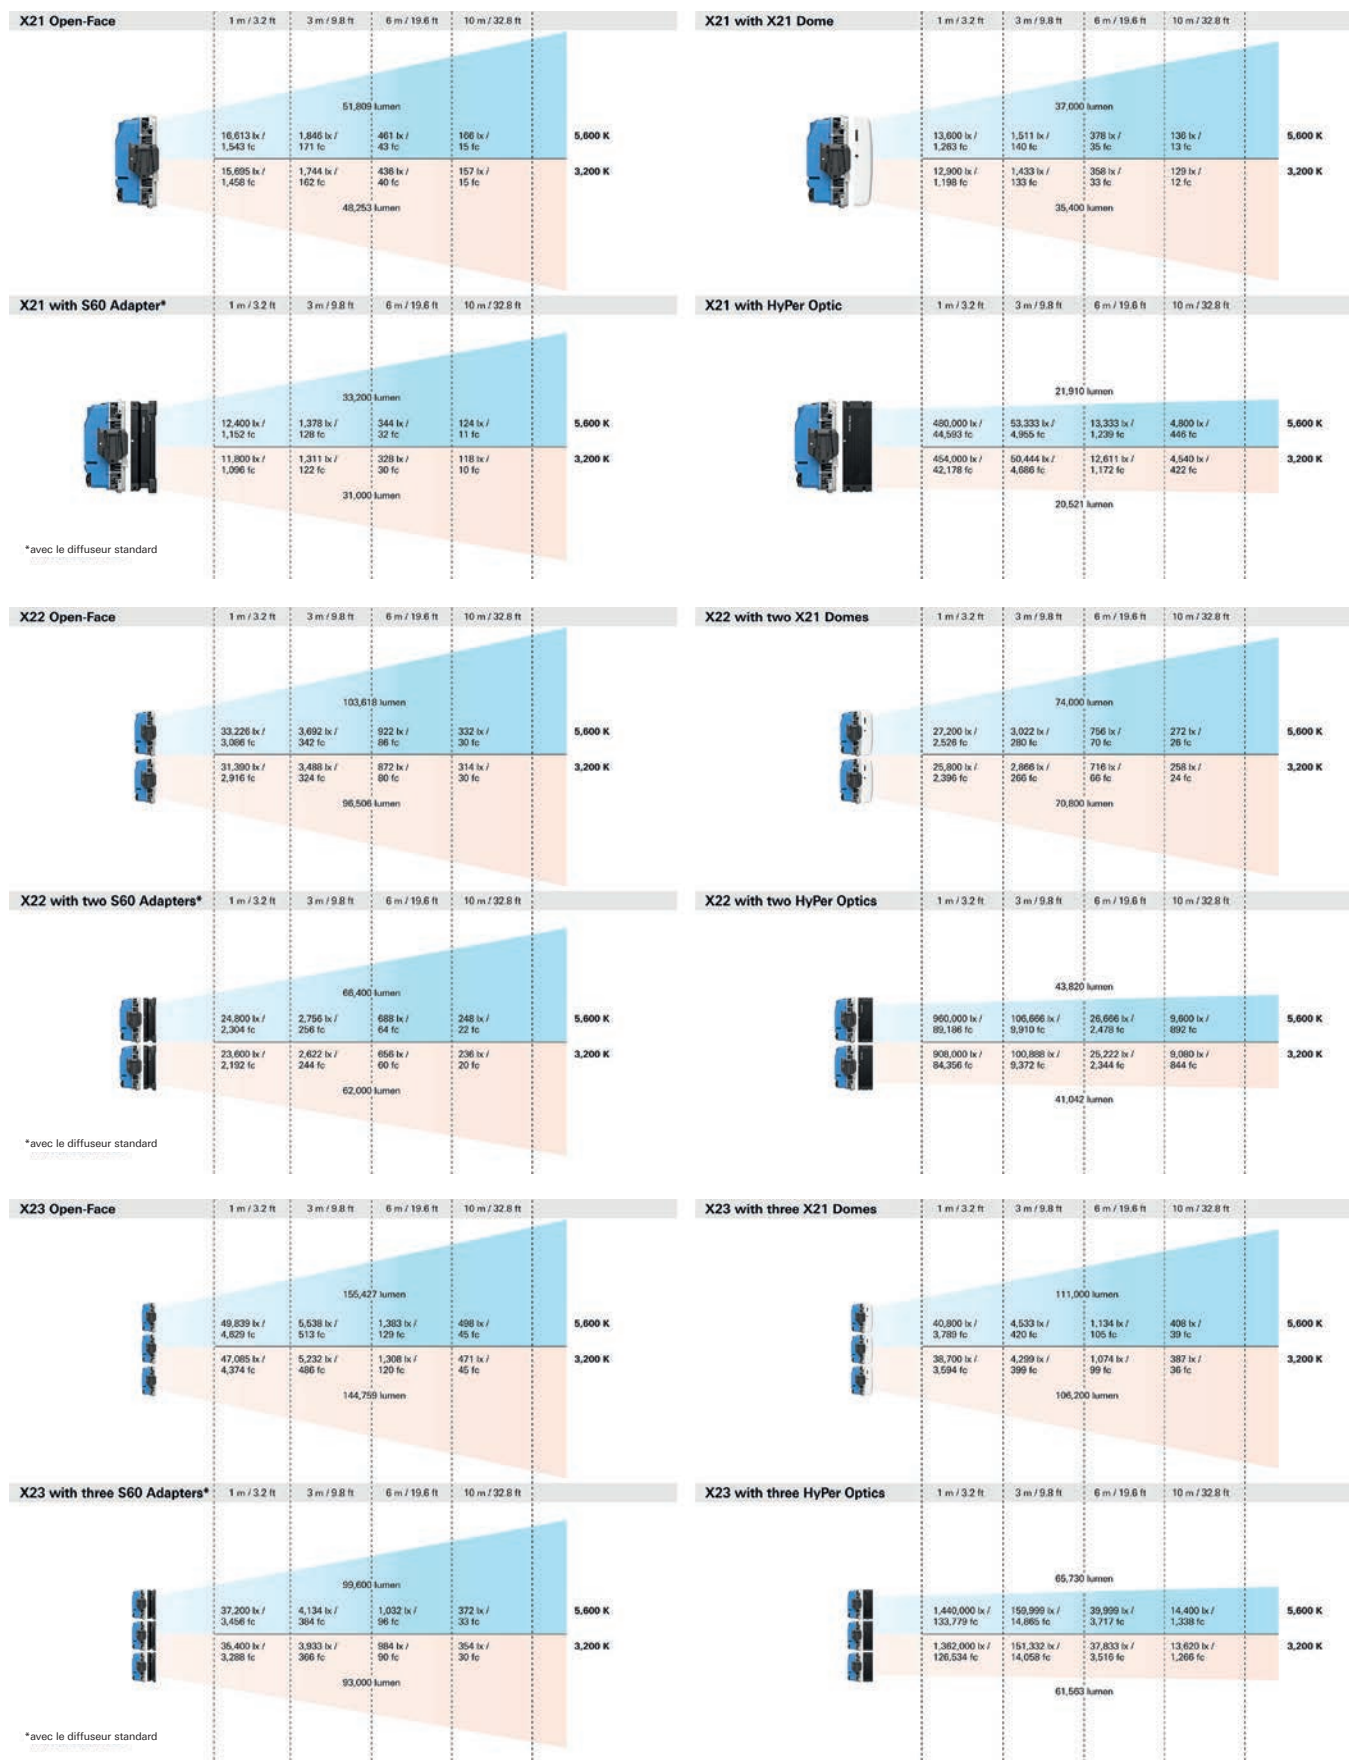 X21 Open-Face 1 m / 3.2 ft 3 m / 9.8 ft 6 m / 19.6 ft 10 m / 32.8 ft
51,809 lumen
16,613 lx / 1,846 lx / 461 lx / 166 lx / 5,600 K
1,543 fc 171 fc 43 fc 15 fc
15,695 lx / 1,744 lx / 436 lx / 157 lx / 3,200 K
1,458 fc 162 fc 40 fc 15 fc
48,253 lumen
X21 with X21 Dome 1 m / 3.2 ft 3 m / 9.8 ft 6 m / 19.6 ft 10 m / 32.8 ft
37,000 lumen
13,600 lx / 1,511 lx / 378 lx / 136 lx / 5,600 K
1,263 fc 140 fc 35 fc 13 fc
12,900 lx / 1,433 lx / 358 lx / 129 lx / 3,200 K
1,198 fc 133 fc 33 fc 12 fc
35,400 lumen
X21 with S60 Adapter* 1 m / 3.2 ft 3 m / 9.8 ft 6 m / 19.6 ft 10 m / 32.8 ft
33,200 lumen
12,400 lx / 1,378 lx / 344 lx / 124 lx / 5,600 K
1,152 fc 128 fc 32 fc 11 fc
11,800 lx / 1,311 lx / 328 lx / 118 lx / 3,200 K
1,096 fc 122 fc 30 fc 10 fc
31,000 lumen
*avec le diffuseur standard
X21 with HyPer Optic 1 m / 3.2 ft 3 m / 9.8 ft 6 m / 19.6 ft 10 m / 32.8 ft
21,910 lumen
480,000 lx / 53,333 lx / 13,333 lx / 4,800 lx / 5,600 K
44,593 fc 4,955 fc 1,239 fc 446 fc
454,000 lx / 50,444 lx / 12,611 lx / 4,540 lx / 3,200 K
42,178 fc 4,686 fc 1,172 fc 422 fc
20,521 lumen
X22 Open-Face 1 m / 3.2 ft 3 m / 9.8 ft 6 m / 19.6 ft 10 m / 32.8 ft
103,618 lumen
33,226 lx / 3,692 lx / 922 lx / 332 lx / 5,600 K
3,086 fc 342 fc 86 fc 30 fc
31,390 lx / 3,488 lx / 872 lx / 314 lx / 3,200 K
2,916 fc 324 fc 80 fc 30 fc
96,506 lumen
X22 with two X21 Domes 1 m / 3.2 ft 3 m / 9.8 ft 6 m / 19.6 ft 10 m / 32.8 ft
74,000 lumen
27,200 lx / 3,022 lx / 756 lx / 272 lx / 5,600 K
2,526 fc 280 fc 70 fc 26 fc
25,800 lx / 2,866 lx / 716 lx / 258 lx / 3,200 K
2,396 fc 266 fc 66 fc 24 fc
70,800 lumen
X22 with two S60 Adapters* 1 m / 3.2 ft 3 m / 9.8 ft 6 m / 19.6 ft 10 m / 32.8 ft
66,400 lumen
24,800 lx / 2,756 lx / 688 lx / 248 lx / 5,600 K
2,304 fc 256 fc 64 fc 22 fc
23,600 lx / 2,622 lx / 656 lx / 236 lx / 3,200 K
2,192 fc 244 fc 60 fc 20 fc
62,000 lumen
*avec le diffuseur standard
X22 with two HyPer Optics 1 m / 3.2 ft 3 m / 9.8 ft 6 m / 19.6 ft 10 m / 32.8 ft
43,820 lumen
960,000 lx / 106,666 lx / 26,666 lx / 9,600 lx / 5,600 K
89,186 fc 9,910 fc 2,478 fc 892 fc
908,000 lx / 100,888 lx / 25,222 lx / 9,080 lx / 3,200 K
84,356 fc 9,372 fc 2,344 fc 844 fc
41,042 lumen
X23 Open-Face 1 m / 3.2 ft 3 m / 9.8 ft 6 m / 19.6 ft 10 m / 32.8 ft
155,427 lumen
49,839 lx / 5,538 lx / 1,383 lx / 498 lx / 5,600 K
4,629 fc 513 fc 129 fc 45 fc
47,085 lx / 5,232 lx / 1,308 lx / 471 lx / 3,200 K
4,374 fc 486 fc 120 fc 45 fc
144,759 lumen
X23 with three X21 Domes 1 m / 3.2 ft 3 m / 9.8 ft 6 m / 19.6 ft 10 m / 32.8 ft
111,000 lumen
40,800 lx / 4,533 lx / 1,134 lx / 408 lx / 5,600 K
3,789 fc 420 fc 105 fc 39 fc
38,700 lx / 4,299 lx / 1,074 lx / 387 lx / 3,200 K
3,594 fc 399 fc 99 fc 36 fc
106,200 lumen
X23 with three S60 Adapters* 1 m / 3.2 ft 3 m / 9.8 ft 6 m / 19.6 ft 10 m / 32.8 ft
99,600 lumen
37,200 lx / 4,134 lx / 1,032 lx / 372 lx / 5,600 K
3,456 fc 384 fc 96 fc 33 fc
35,400 lx / 3,933 lx / 984 lx / 354 lx / 3,200 K
3,288 fc 366 fc 90 fc 30 fc
93,000 lumen
*avec le diffuseur standard
X23 with three HyPer Optics 1 m / 3.2 ft 3 m / 9.8 ft 6 m / 19.6 ft 10 m / 32.8 ft
65,730 lumen
1,440,000 lx / 159,999 lx / 39,999 lx / 14,400 lx / 5,600 K
133,779 fc 14,865 fc 3,717 fc 1,338 fc
1,362,000 lx / 151,332 lx / 37,833 lx / 13,620 lx / 3,200 K
126,534 fc 14,058 fc 3,516 fc 1,266 fc
61,563 lumen